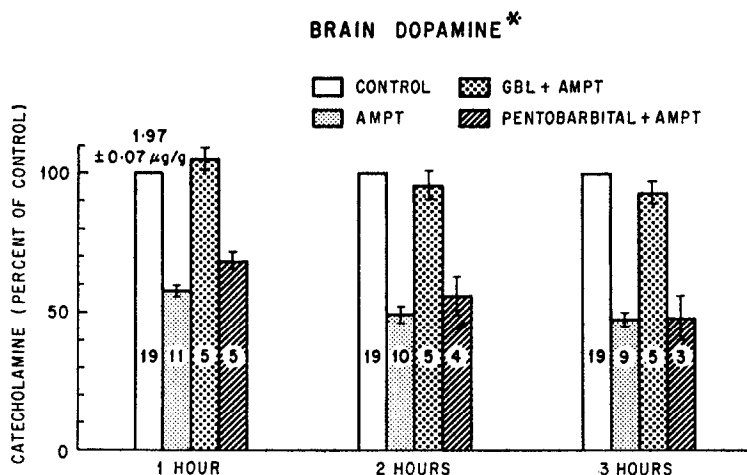 BRAIN DOPAMINE*
CONTROL
GBL + AMPT
AMPT
PENTOBARBITAL + AMPT
CATECHOLAMINE (PERCENT OF CONTROL)
1·97
±0·07 µg/g
100
50
0
19 11 5 5
19 10 5 4
19 9 5 3
1 HOUR
2 HOURS
3 HOURS